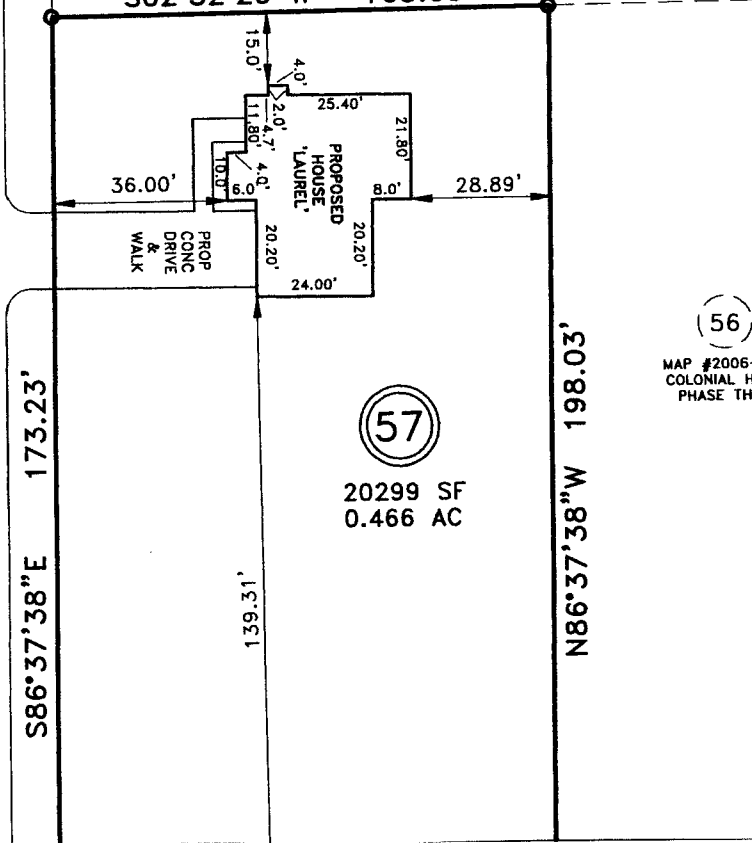 15.0'
4.0'
25.40'
2.0'
4.7'
11.80'
21.80'
PROPOSED
HOUSE
'LAUREL'
10.0'
4.0'
6.0'
8.0'
36.00'
28.89'
20.20'
20.20'
PROP
CONC
DRIVE
&
WALK
24.00'
56
MAP #2006-
COLONIAL
PHASE
S86°37'38"E 173.23'
N86°37'38"W 198.03'
57
20299 SF
0.466 AC
139.31'